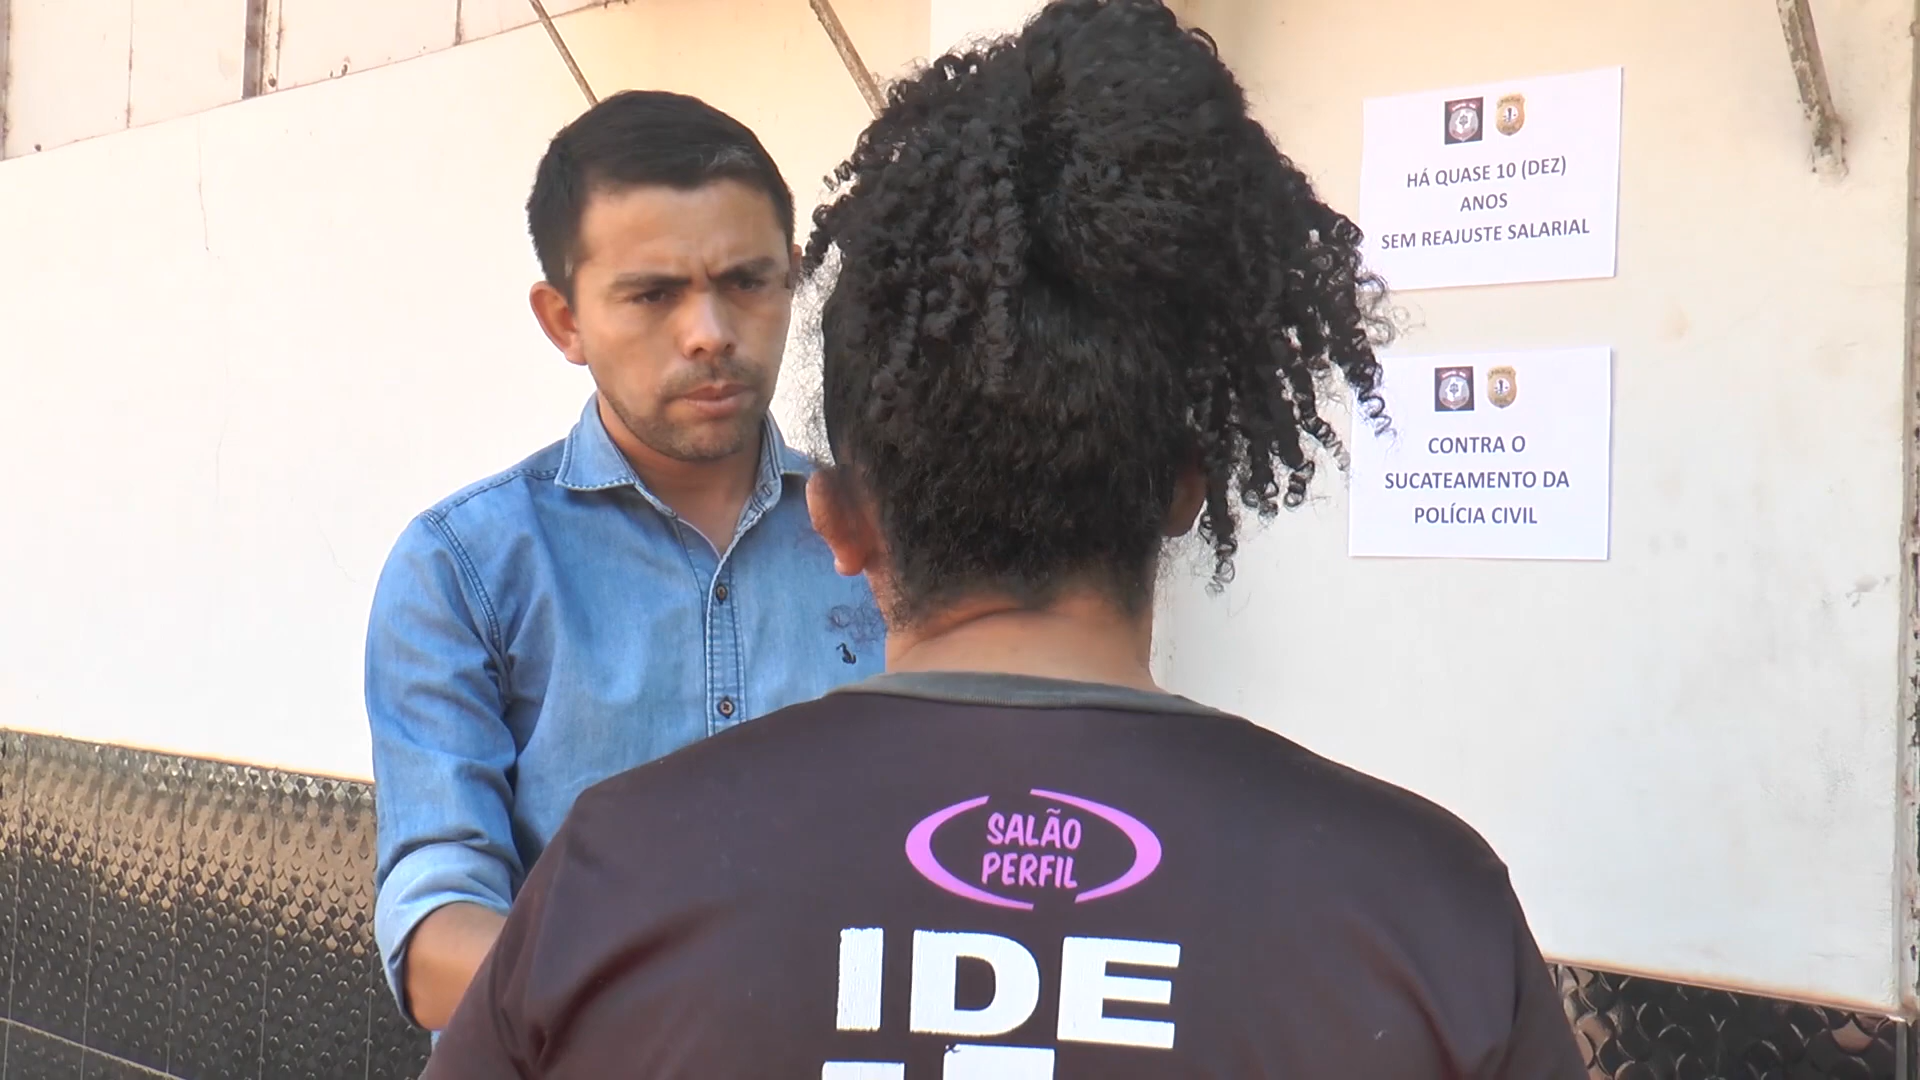 HÁ QUASE 10 (DEZ)
ANOS
SEM REAJUSTE SALARIAL
CONTRA O
SUCATEAMENTO DA
POLÍCIA CIVIL
SALÃO
PERFIL
IDE